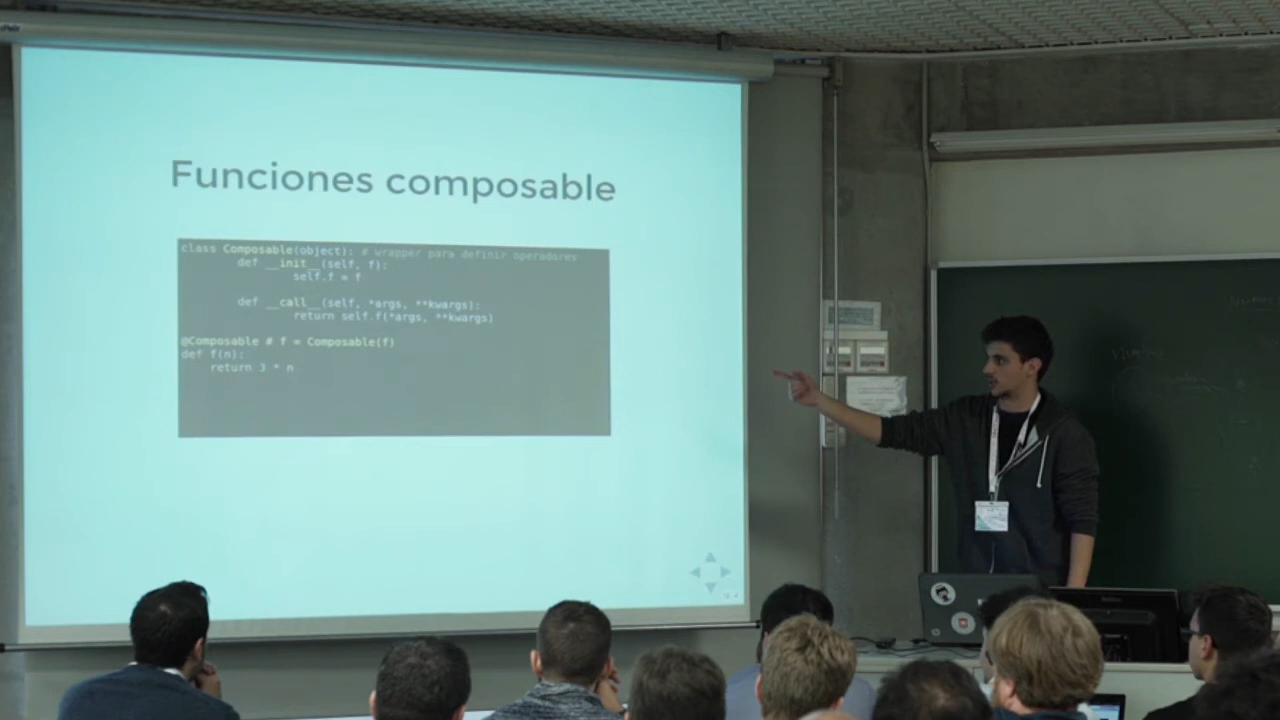 Funciones composable
class Composable(object): # wrapper para definir operadores
def __init__(self, f):
self.f = f
def __call__(self, *args, **kwargs):
return self.f(*args, **kwargs)
@Composable # f = Composable(f)
def f(n):
return 3 * n